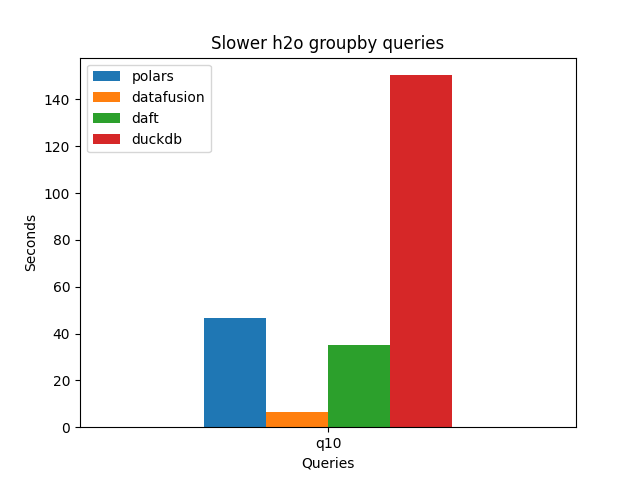 Slower h2o groupby queries
polars
datafusion
daft
duckdb
140
120
100
80
60
40
20
0
Seconds
q10
Queries